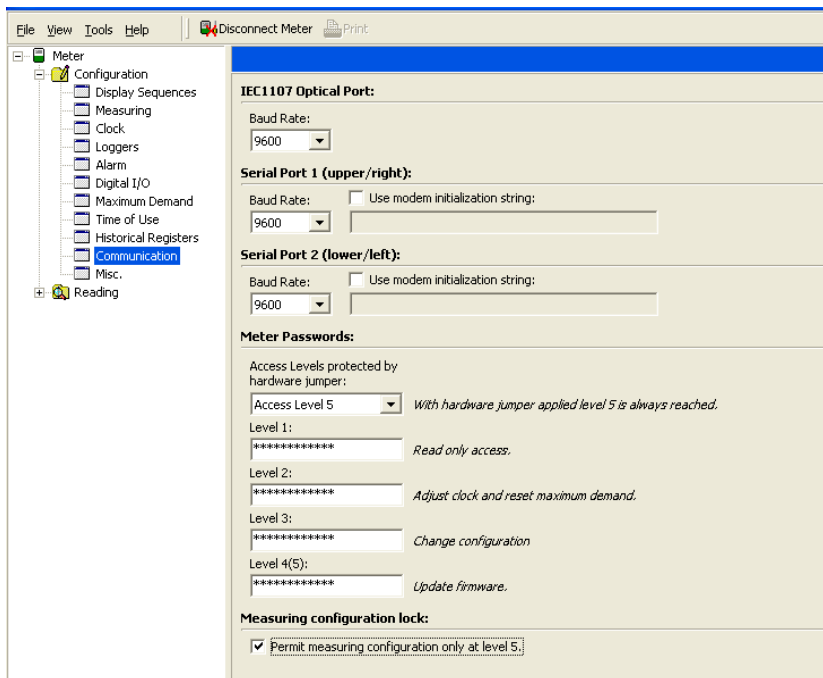 File View Tools Help Disconnect Meter Print
Meter
Configuration
Display Sequences
Measuring
Clock
Loggers
Alarm
Digital I/O
Maximum Demand
Time of Use
Historical Registers
Communication
Misc.
Reading
IEC1107 Optical Port:
Baud Rate:
9600
Serial Port 1 (upper/right):
Baud Rate: Use modem initialization string:
9600
Serial Port 2 (lower/left):
Baud Rate: Use modem initialization string:
9600
Meter Passwords:
Access Levels protected by
hardware jumper:
Access Level 5 With hardware jumper applied level 5 is always reached.
Level 1:
************ Read only access.
Level 2:
************ Adjust clock and reset maximum demand.
Level 3:
************ Change configuration
Level 4(5):
************ Update firmware.
Measuring configuration lock:
Permit measuring configuration only at level 5.